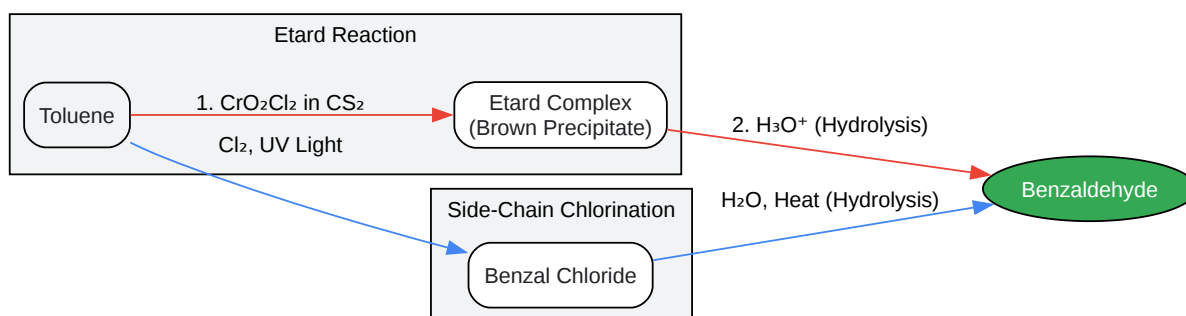 Etard Reaction
Toluene
1. CrO₂Cl₂ in CS₂
Etard Complex
(Brown Precipitate)
Cl₂, UV Light
2. H₃O⁺ (Hydrolysis)
Benzaldehyde
Side-Chain Chlorination
H₂O, Heat (Hydrolysis)
Benzal Chloride